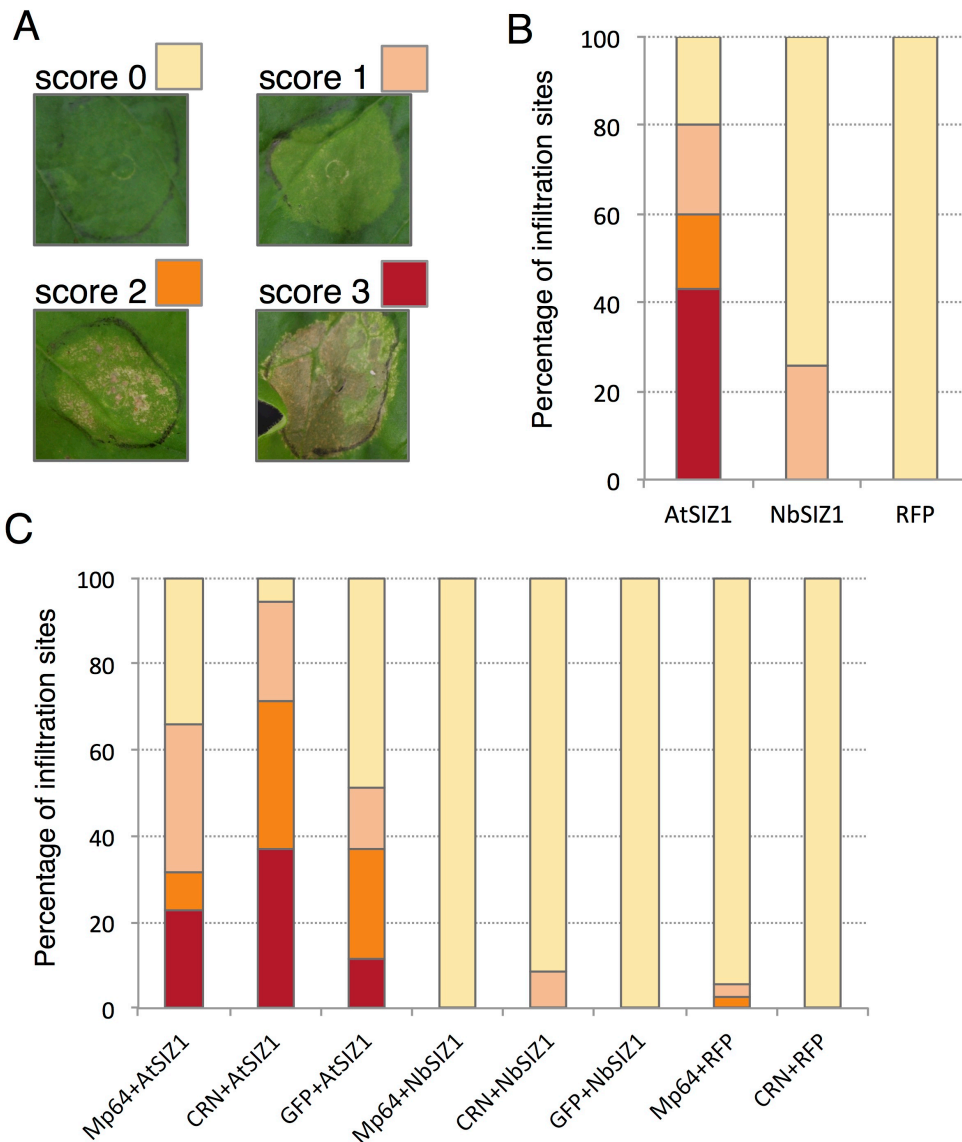 A
score 0
score 1
score 2
score 3
B
Percentage of infiltration sites
100
80
60
40
20
0
AtSIZ1 NbSIZ1 RFP
C
Percentage of infiltration sites
100
80
60
40
20
0
Mp64+AtSIZ1
CRN+AtSIZ1
GFP+AtSIZ1
Mp64+NbSIZ1
CRN+NbSIZ1
GFP+NbSIZ1
Mp64+RFP
CRN+RFP